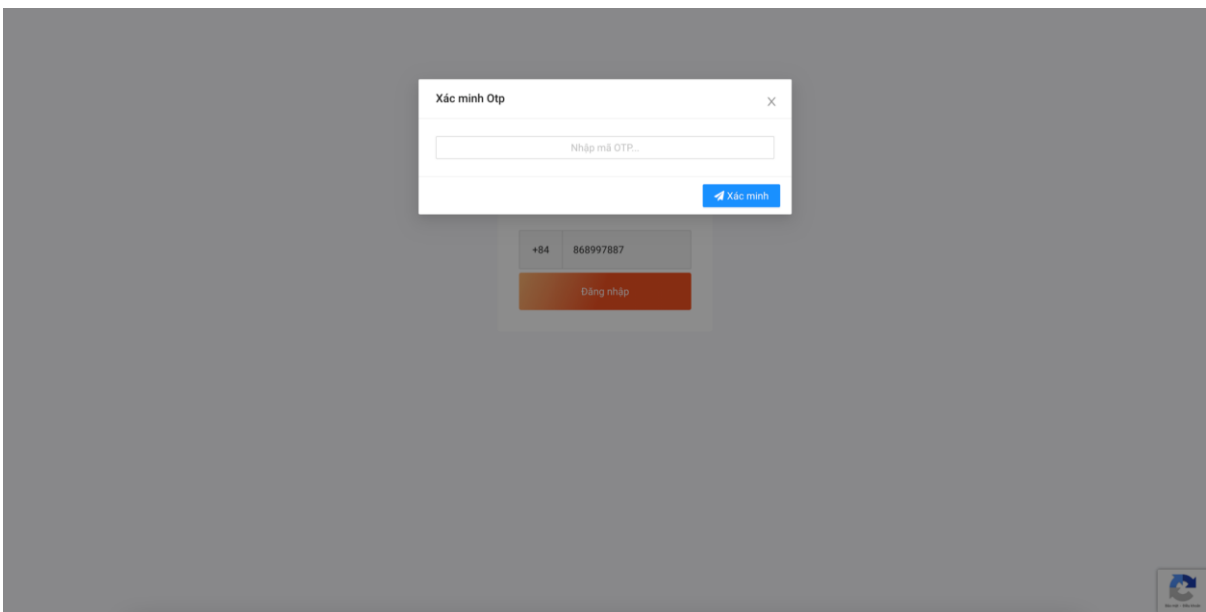 Xác minh Otp
Nhập mã OTP...
Xác minh
+84 868997887
Đăng nhập